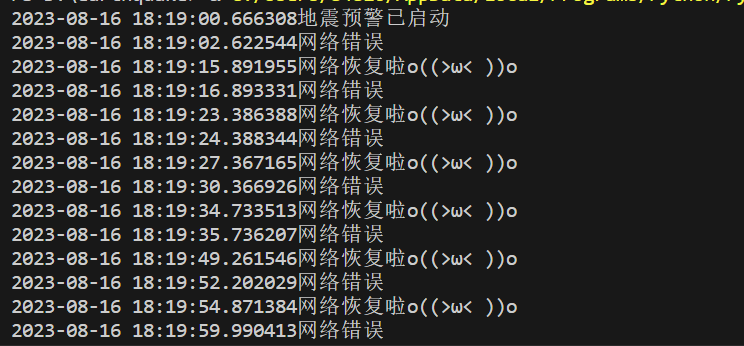 2023-08-16 18:19:00.666308地震预警已启动
2023-08-16 18:19:02.622544网络错误
2023-08-16 18:19:15.891955网络恢复啦o((>ω< ))o
2023-08-16 18:19:16.893331网络错误
2023-08-16 18:19:23.386388网络恢复啦o((>ω< ))o
2023-08-16 18:19:24.388344网络错误
2023-08-16 18:19:27.367165网络恢复啦o((>ω< ))o
2023-08-16 18:19:30.366926网络错误
2023-08-16 18:19:34.733513网络恢复啦o((>ω< ))o
2023-08-16 18:19:35.736207网络错误
2023-08-16 18:19:49.261546网络恢复啦o((>ω< ))o
2023-08-16 18:19:52.202029网络错误
2023-08-16 18:19:54.871384网络恢复啦o((>ω< ))o
2023-08-16 18:19:59.990413网络错误